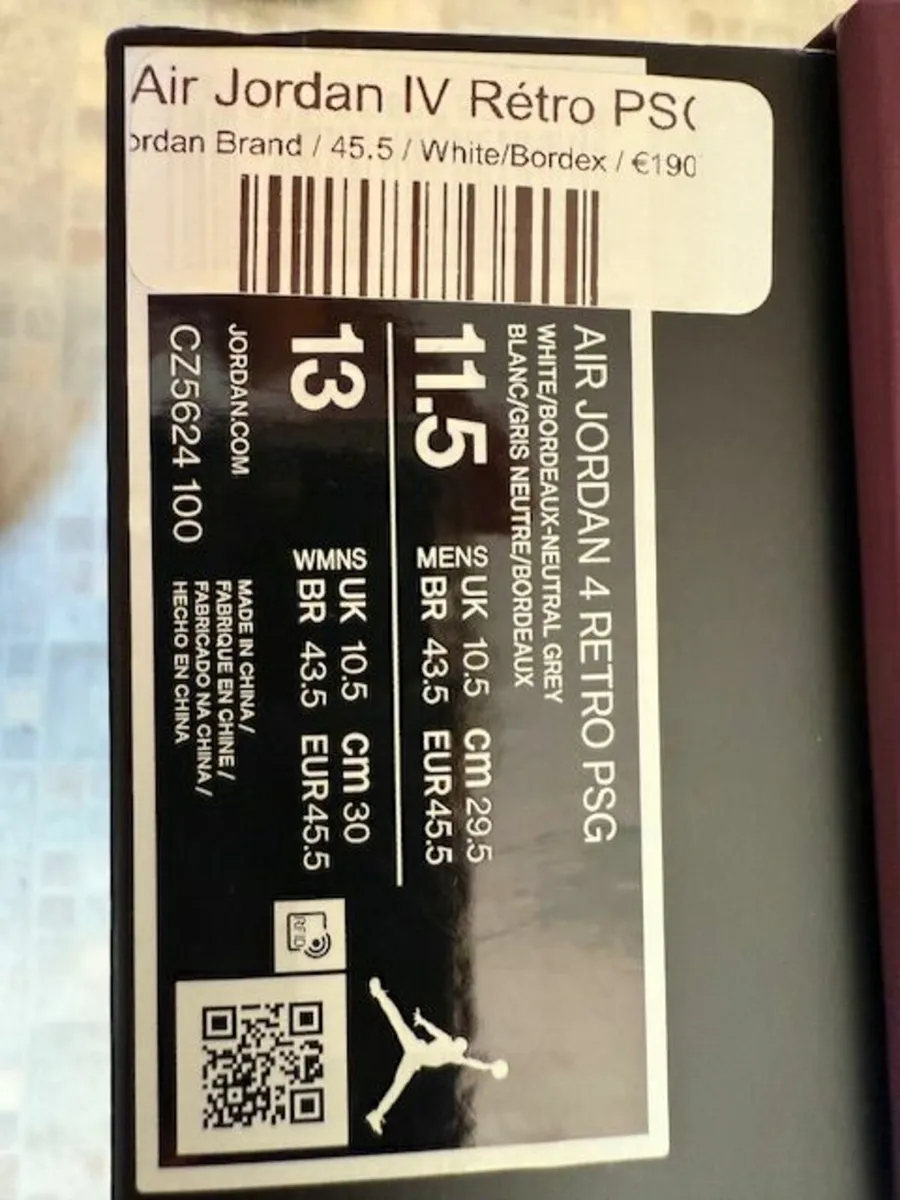 Air Jordan IV Rétro PS
ordan Brand / 45.5 / White/Bordex / €190
AIR JORDAN 4 RETRO PSG
WHITE/BORDEAUX-NEUTRAL GREY
BLANC/GRIS NEUTRE/BORDEAUX
11.5
MENS
UK 10.5 cm 29.5
BR 43.5 EUR45.5
13
WMNS
UK 10.5 cm 30
BR 43.5 EUR45.5
JORDAN.COM
CZ5624 100
MADE IN CHINA/
FABRIQUE EN CHINE/
FABRICADO NA CHINA/
HECHO EN CHINA
RFID